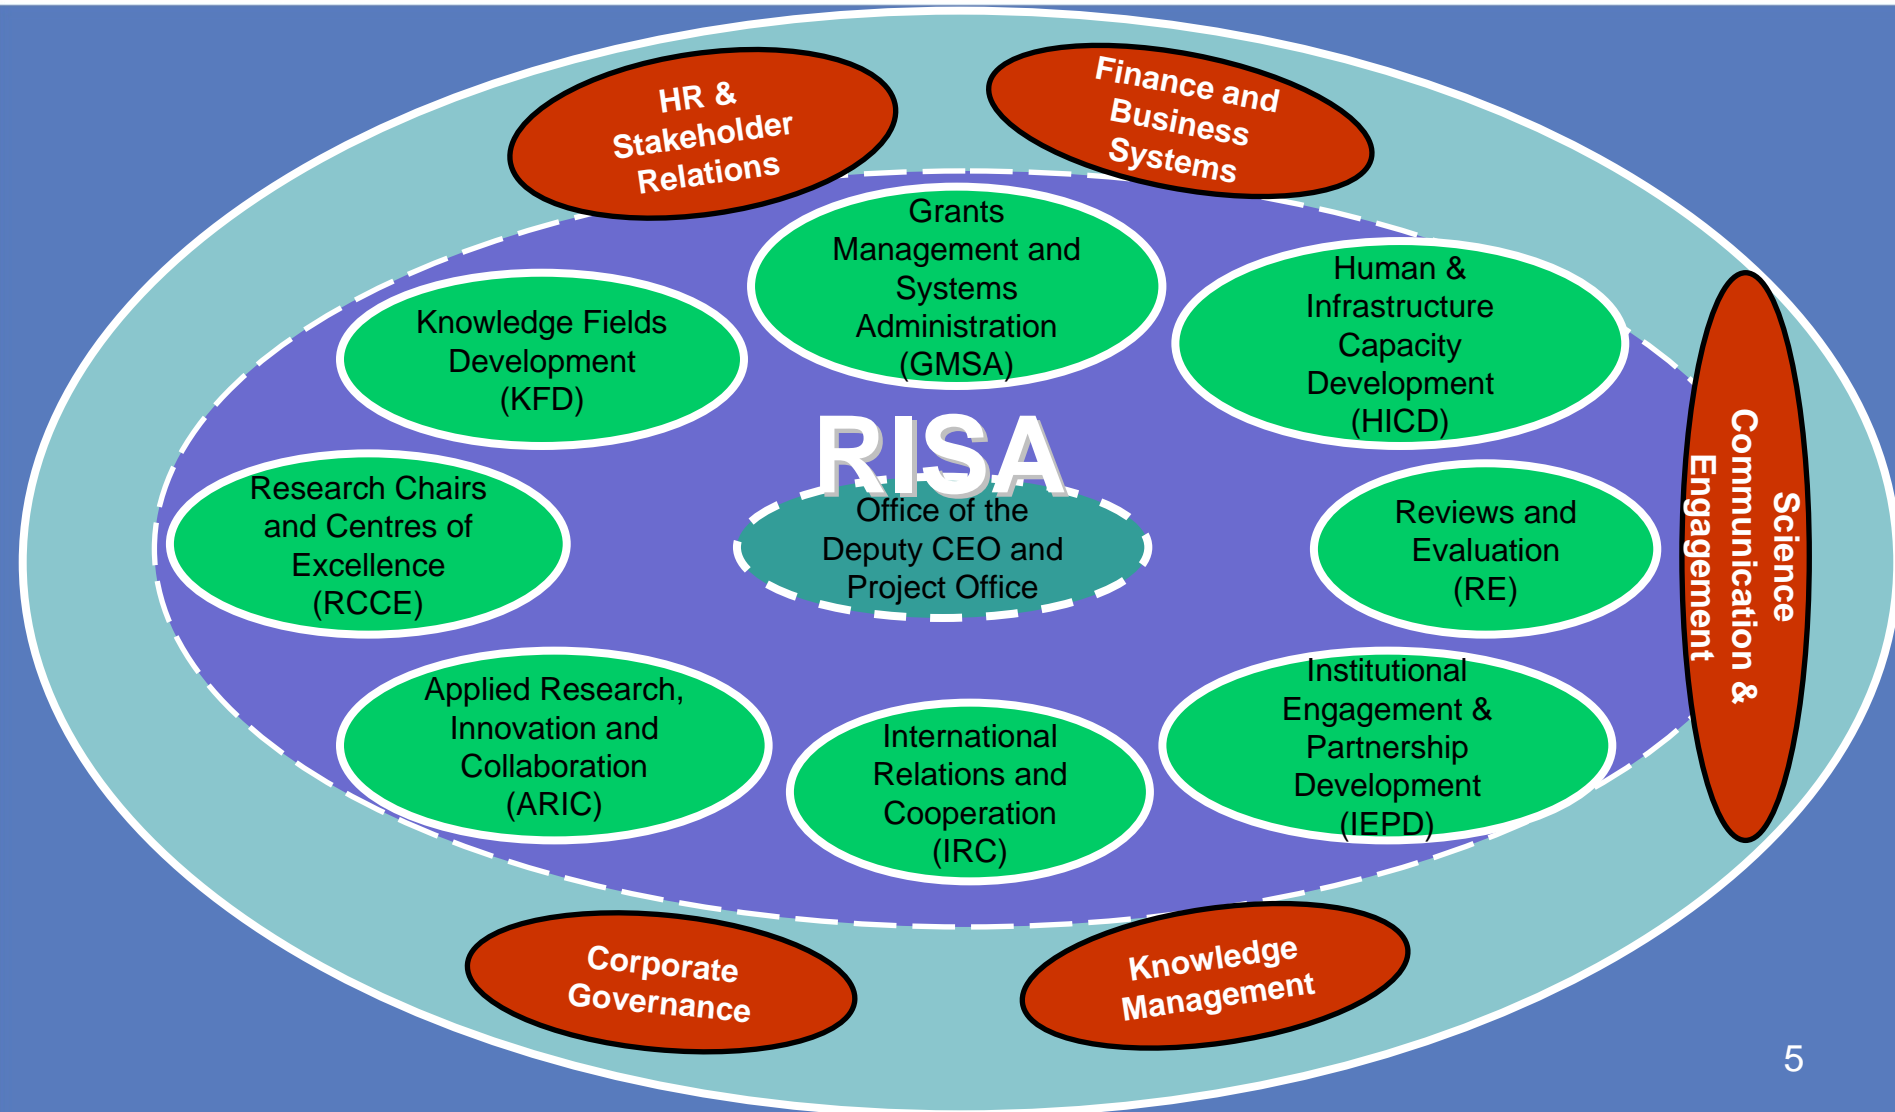 HR &
Stakeholder
Relations
Finance and
Business
Systems
Grants
Management and
Systems
Administration
(GMSA)
Human &
Infrastructure
Capacity
Development
(HICD)
Knowledge Fields
Development
(KFD)
RISA
Office of the
Deputy CEO and
Project Office
Research Chairs
and Centres of
Excellence
(RCCE)
Reviews and
Evaluation
(RE)
Science
Communication &
Engagement
Applied Research,
Innovation and
Collaboration
(ARIC)
International
Relations and
Cooperation
(IRC)
Institutional
Engagement &
Partnership
Development
(IEPD)
Corporate
Governance
Knowledge
Management
5